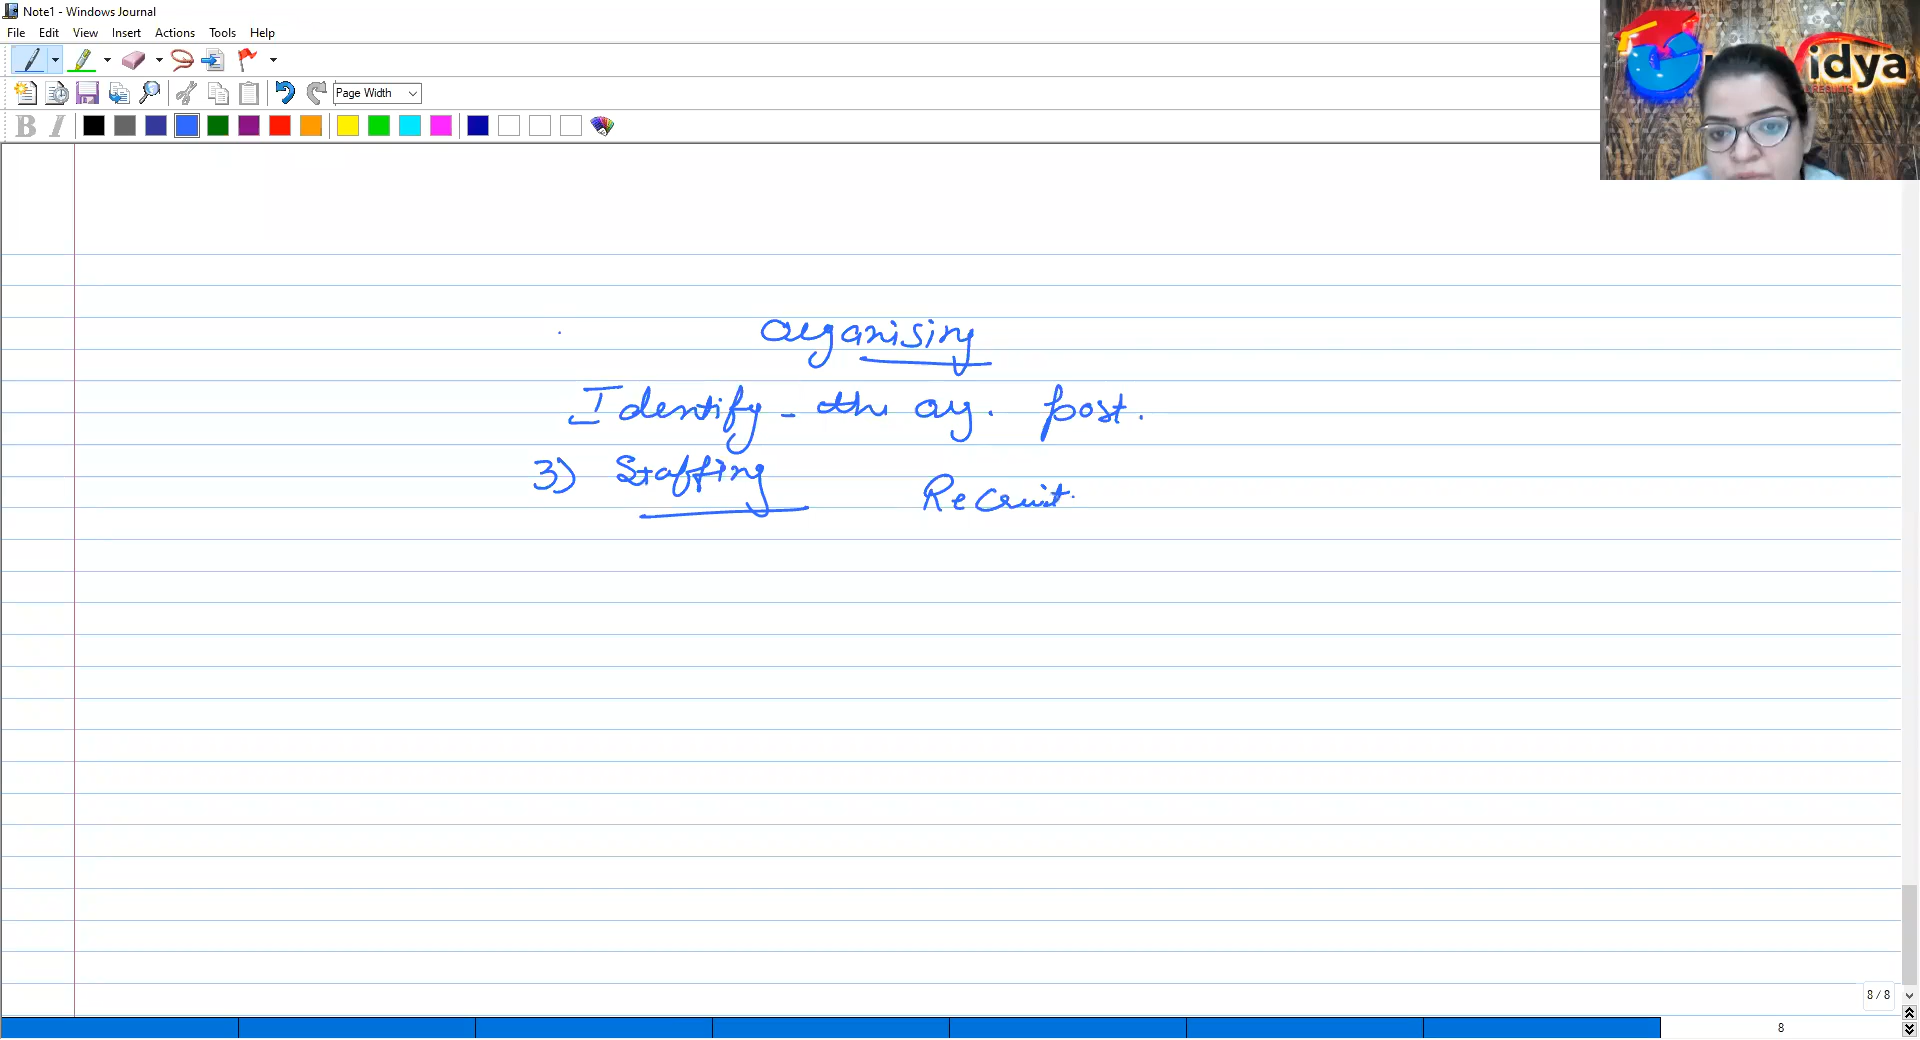 Note1 - Windows Journal
File Edit View Insert Actions Tools Help
Page Width
B I
idya
organising
Identify - the org. post.
3) Staffing Recruit.
8 / 8
8